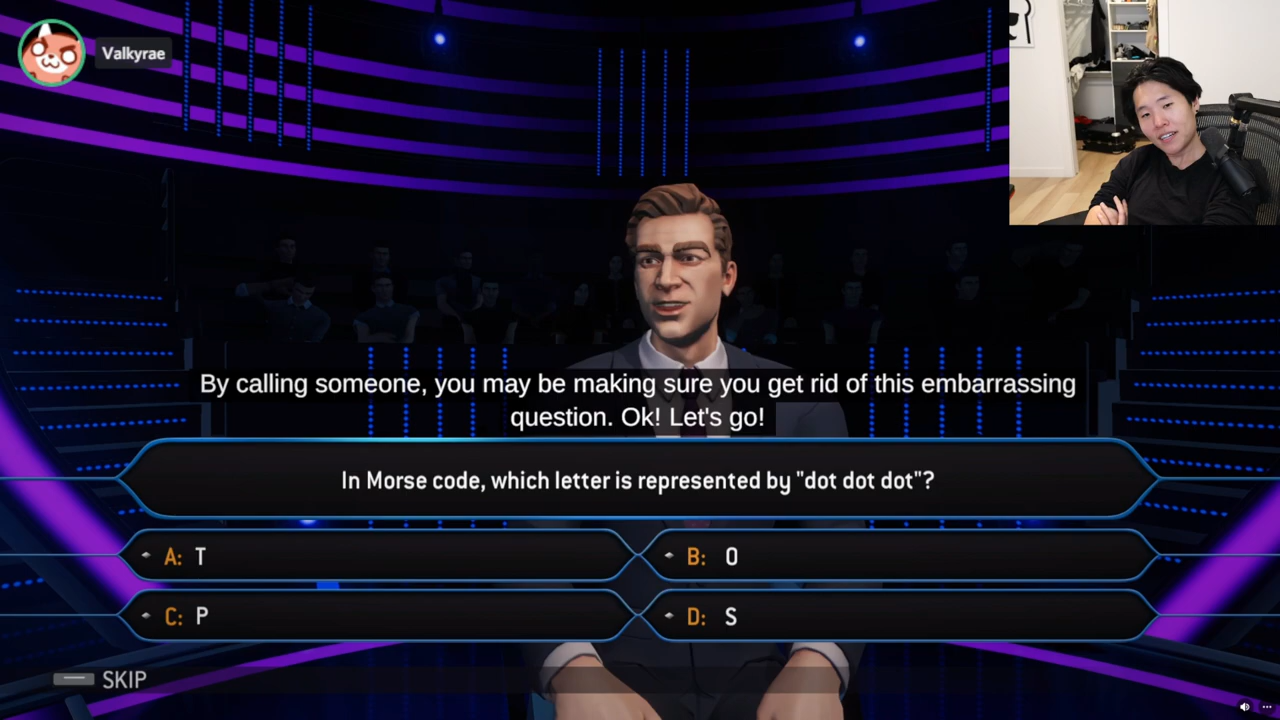 Valkyrae
By calling someone, you may be making sure you get rid of this embarrassing
question. Ok! Let's go!
In Morse code, which letter is represented by "dot dot dot"?
A: T
B: O
C: P
D: S
SKIP